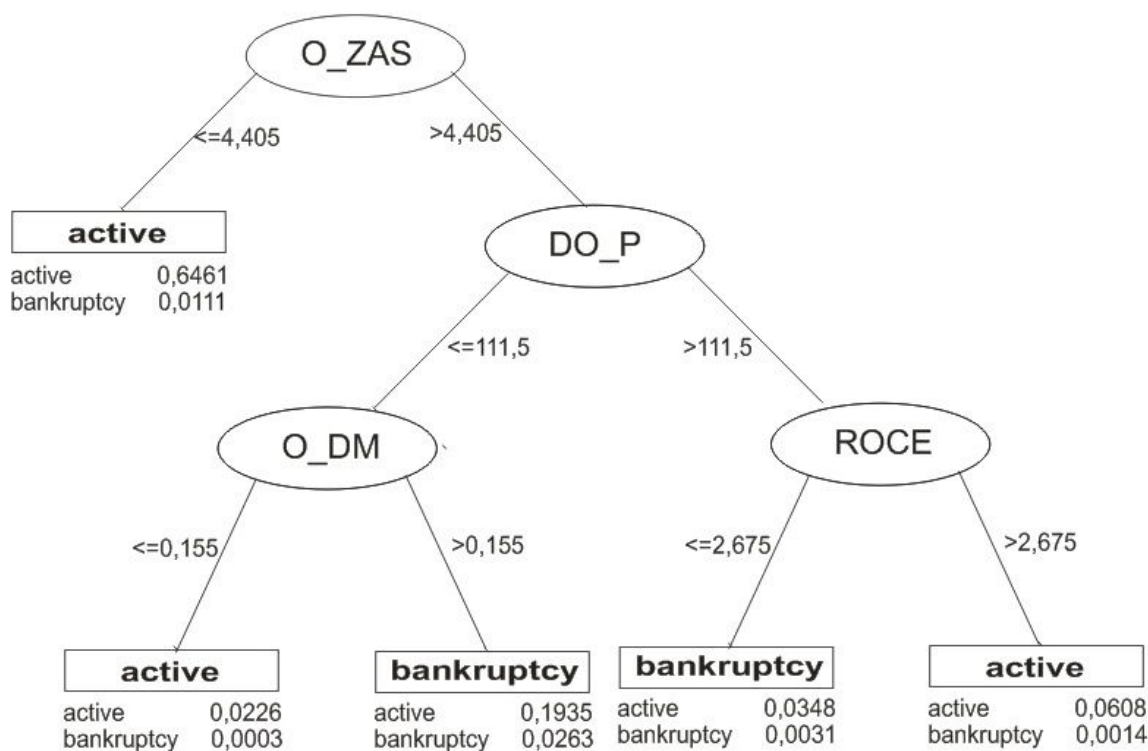 O_ZAS
<=4,405
>4,405
active
active 0,6461
bankruptcy 0,0111
DO_P
<=111,5
>111,5
O_DM
ROCE
<=0,155
>0,155
<=2,675
>2,675
active
active 0,0226
bankruptcy 0,0003
bankruptcy
active 0,1935
bankruptcy 0,0263
bankruptcy
active 0,0348
bankruptcy 0,0031
active
active 0,0608
bankruptcy 0,0014